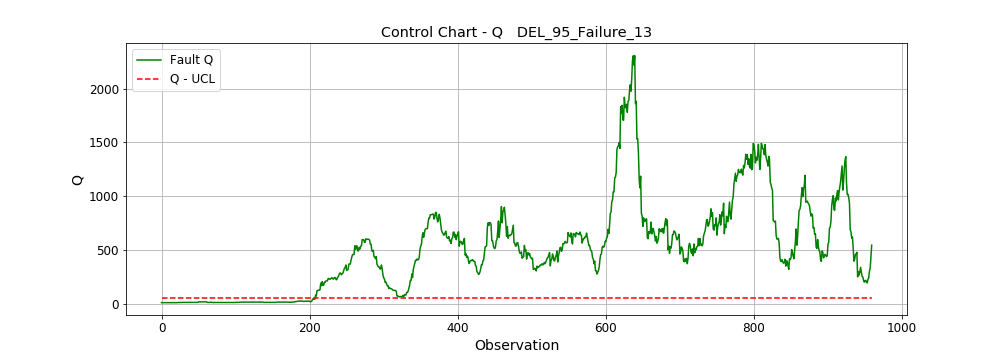 Control Chart - Q   DEL_95_Failure_13
Fault Q
Q - UCL
2000
1500
1000
500
0
Q
0 200 400 600 800 1000
Observation